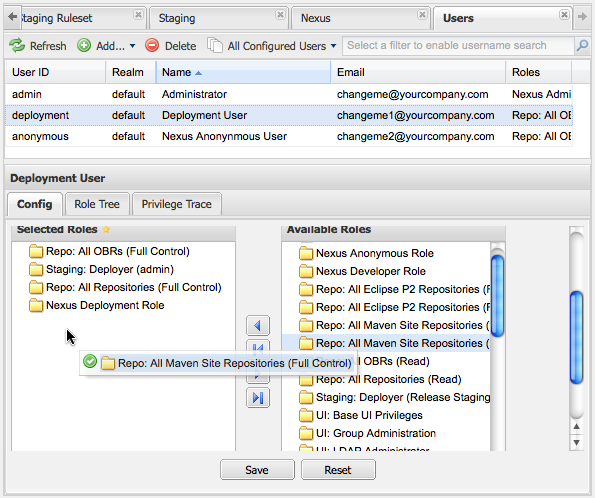 Staging Ruleset Staging Nexus Users
Refresh Add... Delete All Configured Users Select a filter to enable username search
User ID Realm Name Email Roles
admin default Administrator changeme@yourcompany.com Nexus Admi
deployment default Deployment User changeme1@yourcompany.com Repo: All OB
anonymous default Nexus Anonynmous User changeme2@yourcompany.com Repo: All OB
Deployment User
Config Role Tree Privilege Trace
Selected Roles
Repo: All OBRs (Full Control)
Staging: Deployer (admin)
Repo: All Repositories (Full Control)
Nexus Deployment Role
Available Roles
Nexus Anonymous Role
Nexus Developer Role
Repo: All Eclipse P2 Repositories (F
Repo: All Eclipse P2 Repositories (F
Repo: All Maven Site Repositories (
Repo: All Maven Site Repositories (
Repo: All Maven Site Repositories (Full Control)
OBRs (Read)
Repo: All Repositories (Read)
Staging: Deployer (Release Staging
UI: Base UI Privileges
UI: Group Administration
UI: LDAP Administrator
Save Reset